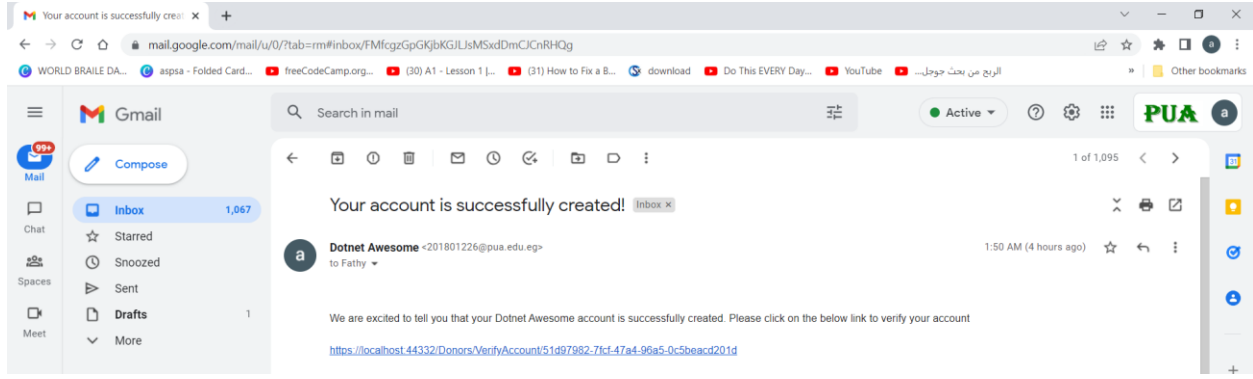 Your account is successfully creat
mail.google.com/mail/u/0/?tab=rm#inbox/FMfcgzGpGKjbKGJLJsMSxdDmCJCnRHQg
a
WORLD BRAILE DA... aspsa - Folded Card... freeCodeCamp.org... (30) A1 - Lesson 1 |... (31) How to Fix a B... download Do This EVERY Day... YouTube الربح من بحث جوجل... » Other bookmarks
Gmail
Search in mail
Active
PUA a
99+
Mail
Compose
1 of 1,095
31
Inbox 1,067
Your account is successfully created! Inbox ×
Chat
Starred
a
Dotnet Awesome <201801226@pua.edu.eg> 1:50 AM (4 hours ago)
to Fathy
Snoozed
Spaces
Sent
Drafts 1
We are excited to tell you that your Dotnet Awesome account is successfully created. Please click on the below link to verify your account
Meet
More
https://localhost:44332/Donors/VerifyAccount/51d97982-7fcf-47a4-96a5-0c5beacd201d